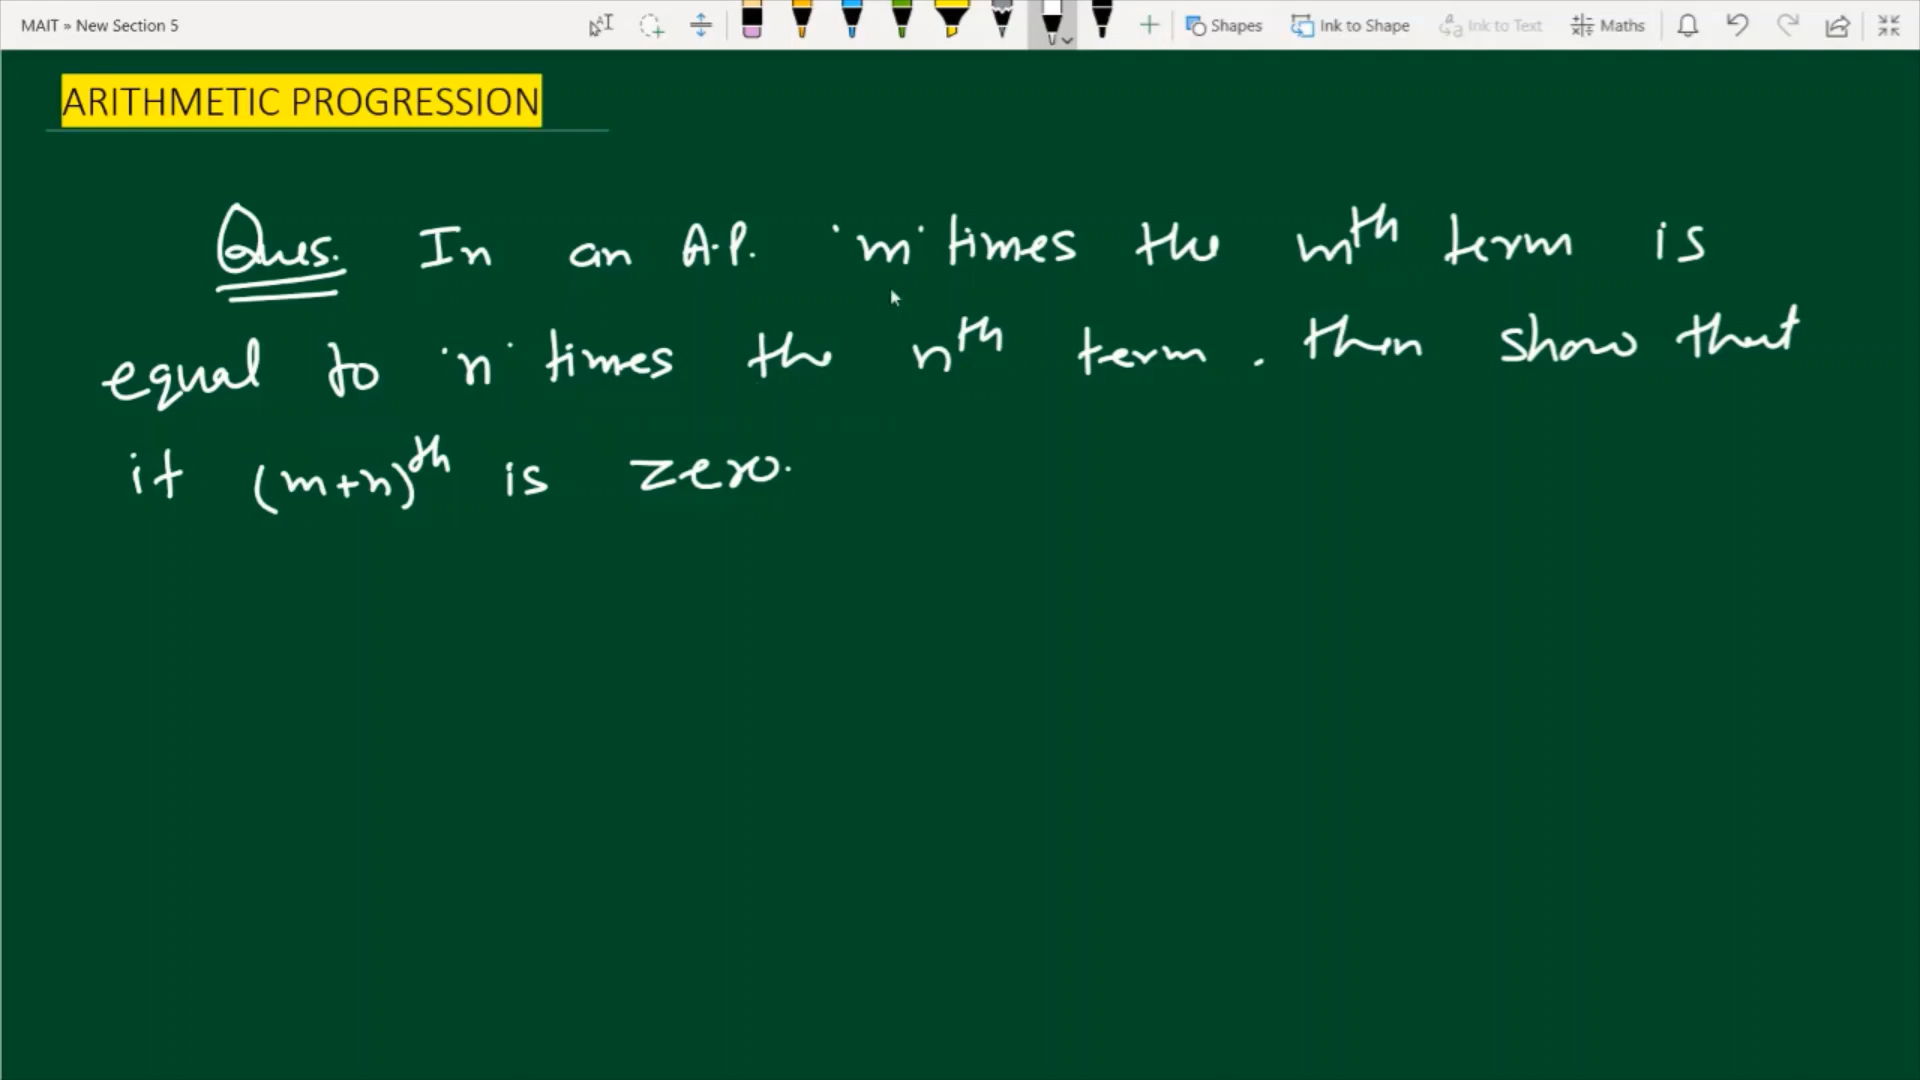 MAIT » New Section 5
Shapes Ink to Shape Ink to Text Maths
ARITHMETIC PROGRESSION
Ques. In an A.P. 'm' times the mth term is
equal to 'n' times the nth term. then show that
it (m+n)th is zero.